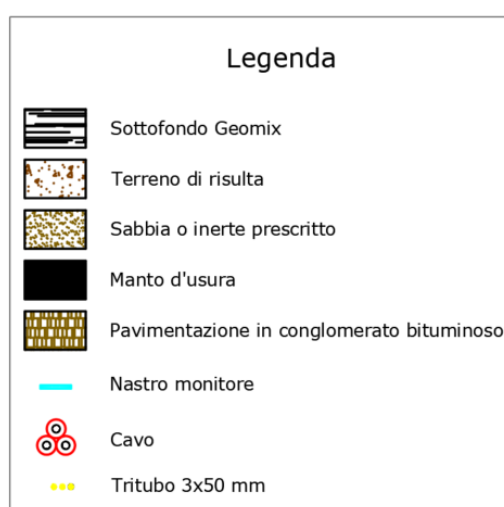 Legenda
Sottofondo Geomix
Terreno di risulta
Sabbia o inerte prescritto
Manto d'usura
Pavimentazione in conglomerato bituminoso
Nastro monitore
Cavo
Tritubo 3x50 mm